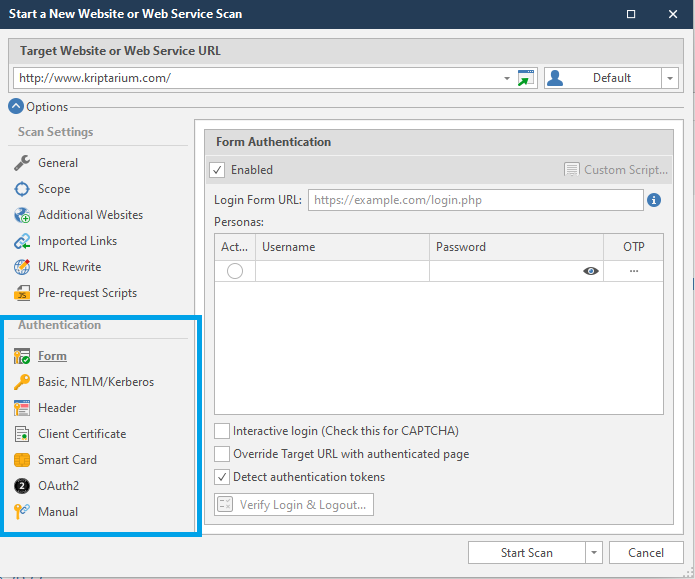 Start a New Website or Web Service Scan
Target Website or Web Service URL
http://www.kriptarium.com/
Default
Options
Scan Settings
General
Scope
Additional Websites
Imported Links
URL Rewrite
JS
Pre-request Scripts
Authentication
Form
Basic, NTLM/Kerberos
Header
Client Certificate
Smart Card
2
OAuth2
Manual
Form Authentication
Enabled
Custom Script...
Login Form URL:
https://example.com/login.php
Personas:
Act... Username Password OTP
...
Interactive login (Check this for CAPTCHA)
Override Target URL with authenticated page
Detect authentication tokens
Verify Login & Logout...
Start Scan
Cancel